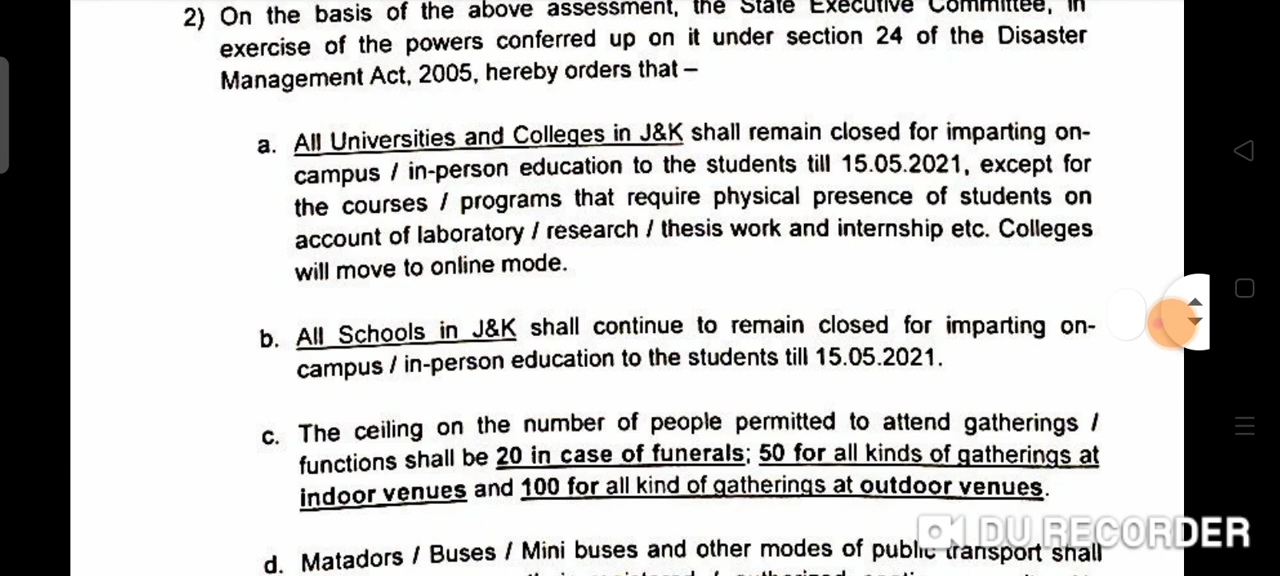 2) On the basis of the above assessment, the State Executive Committee, in
exercise of the powers conferred up on it under section 24 of the Disaster
Management Act, 2005, hereby orders that –
a. All Universities and Colleges in J&K shall remain closed for imparting on-
campus / in-person education to the students till 15.05.2021, except for
the courses / programs that require physical presence of students on
account of laboratory / research / thesis work and internship etc. Colleges
will move to online mode.
b. All Schools in J&K shall continue to remain closed for imparting on-
campus / in-person education to the students till 15.05.2021.
c. The ceiling on the number of people permitted to attend gatherings /
functions shall be 20 in case of funerals; 50 for all kinds of gatherings at
indoor venues and 100 for all kind of gatherings at outdoor venues.
DU RECORDER
d. Matadors / Buses / Mini buses and other modes of public transport shall